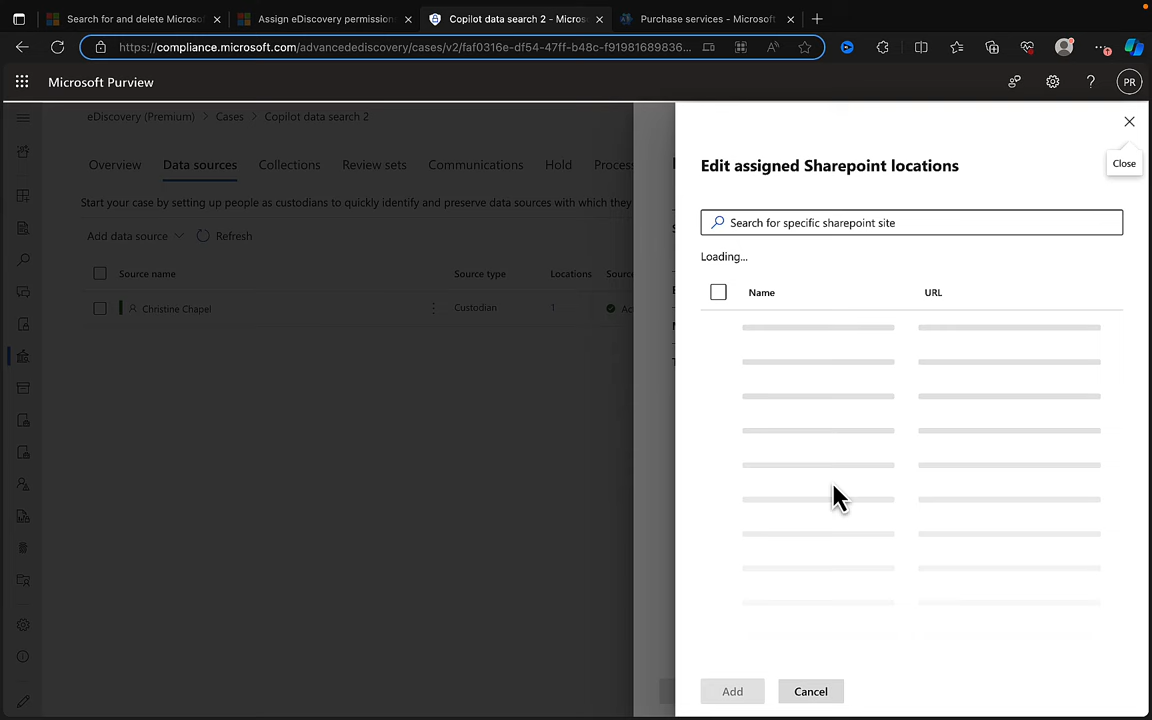 Search for and delete Microsof
Assign eDiscovery permission
Copilot data search 2 - Micros
Purchase services - Microsoft
https://compliance.microsoft.com/advancedediscovery/cases/v2/faf0316e-df54-47ff-b48c-f91981689836...
Microsoft Purview
PR
eDiscovery (Premium) > Cases > Copilot data search 2
Overview Data sources Collections Review sets Communications Hold Proces
Start your case by setting up people as custodians to quickly identify and preserve data sources with which they
Add data source Refresh
Source name Source type Locations Source
Christine Chapel Custodian 1 Ac
Close
Edit assigned Sharepoint locations
Search for specific sharepoint site
Loading...
Name URL
Add Cancel